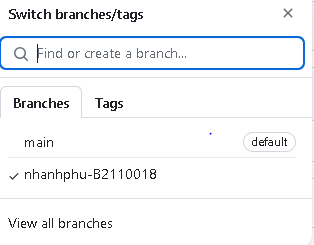 Switch branches/tags
Find or create a branch...
Branches Tags
main default
nhanhphu-B2110018
View all branches